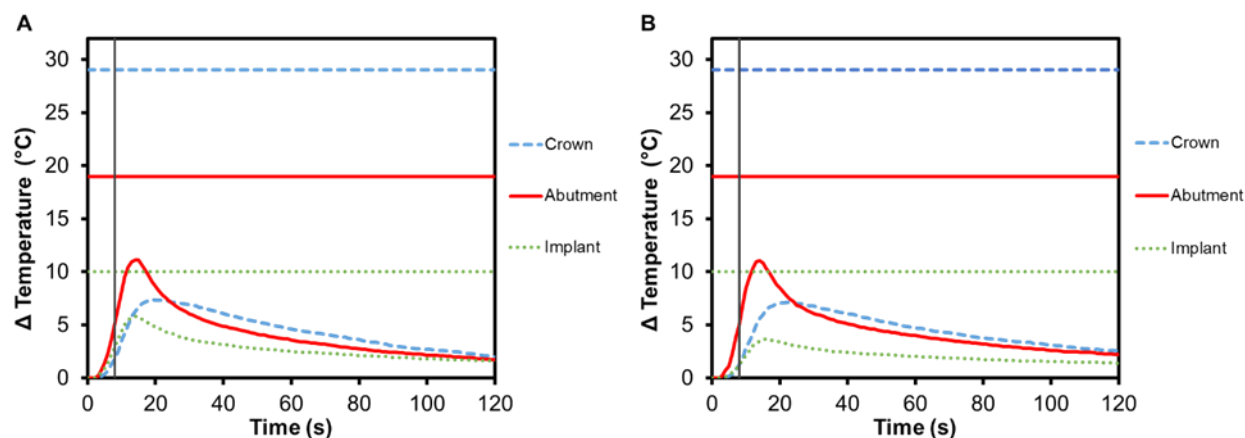 A
Δ Temperature (°C)
30
25
20
15
10
5
0
0 20 40 60 80 100 120
Time (s)
Crown
Abutment
Implant
B
Δ Temperature (°C)
30
25
20
15
10
5
0
0 20 40 60 80 100 120
Time (s)
Crown
Abutment
Implant